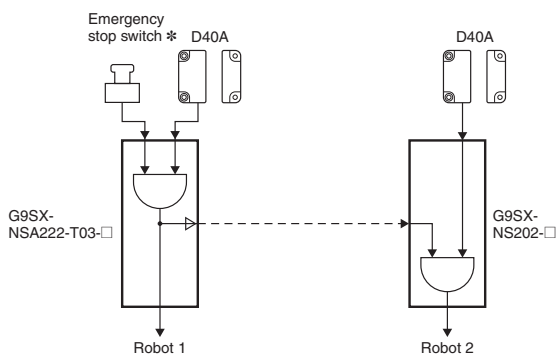 Emergency
stop switch ✻
D40A
D40A
G9SX-
NSA222-T03-□
G9SX-
NS202-□
Robot 1
Robot 2